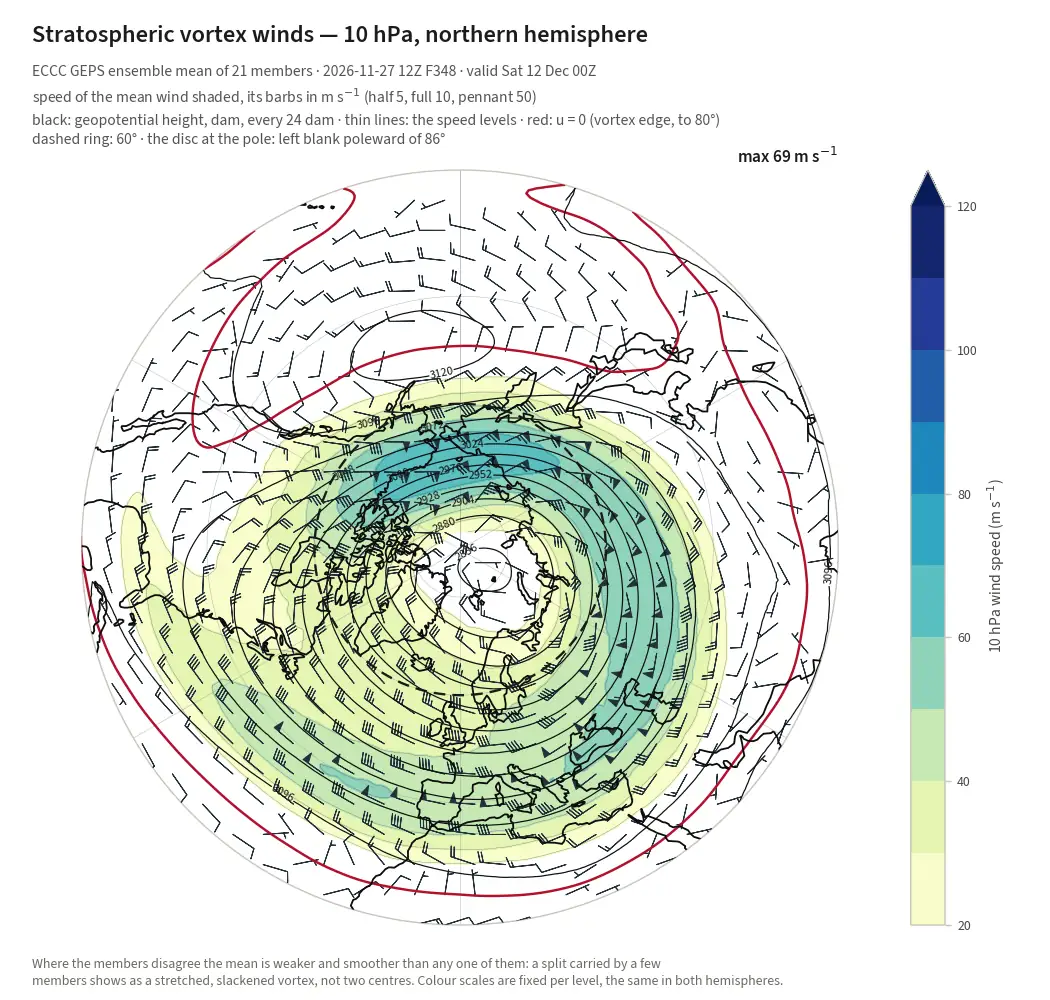 Stratospheric vortex winds — 10 hPa, northern hemisphere
ECCC GEPS ensemble mean of 21 members · 2026-11-27 12Z F348 · valid Sat 12 Dec 00Z
speed of the mean wind shaded, its barbs in m s⁻¹ (half 5, full 10, pennant 50)
black: geopotential height, dam, every 24 dam · thin lines: the speed levels · red: u = 0 (vortex edge, to 80°)
dashed ring: 60° · the disc at the pole: left blank poleward of 86°
max 69 m s⁻¹
120
100
80
60
40
20
10 hPa wind speed (m s⁻¹)
3120
3024
2952
2928
2904
2880
3096
3096
Where the members disagree the mean is weaker and smoother than any one of them: a split carried by a few
members shows as a stretched, slackened vortex, not two centres. Colour scales are fixed per level, the same in both hemispheres.